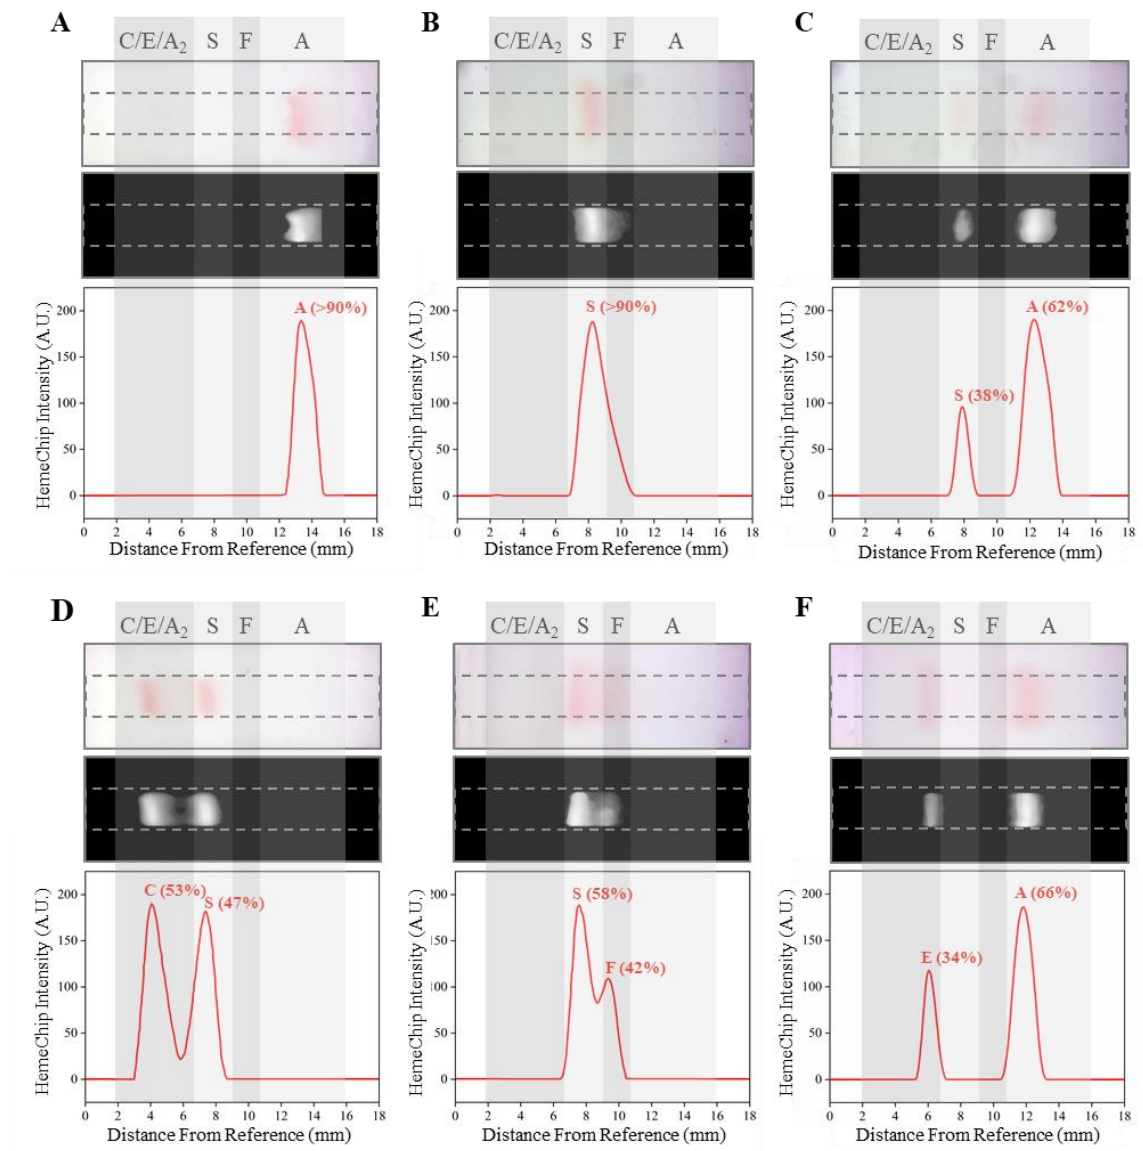 A
C/E/A₂ S F A
HemeChip Intensity (A.U.)
200
150
100
50
0
A (>90%)
0 2 4 6 8 10 12 14 16 18
Distance From Reference (mm)
B
C/E/A₂ S F A
HemeChip Intensity (A.U.)
200
150
100
50
0
S (>90%)
0 2 4 6 8 10 12 14 16 18
Distance From Reference (mm)
C
C/E/A₂ S F A
HemeChip Intensity (A.U.)
200
150
100
50
0
S (38%)
A (62%)
0 2 4 6 8 10 12 14 16 18
Distance From Reference (mm)
D
C/E/A₂ S F A
HemeChip Intensity (A.U.)
200
150
100
50
0
C (53%)
S (47%)
0 2 4 6 8 10 12 14 16 18
Distance From Reference (mm)
E
C/E/A₂ S F A
HemeChip Intensity (A.U.)
200
150
100
50
0
S (58%)
F (42%)
0 2 4 6 8 10 12 14 16 18
Distance From Reference (mm)
F
C/E/A₂ S F A
HemeChip Intensity (A.U.)
200
150
100
50
0
E (34%)
A (66%)
0 2 4 6 8 10 12 14 16 18
Distance From Reference (mm)